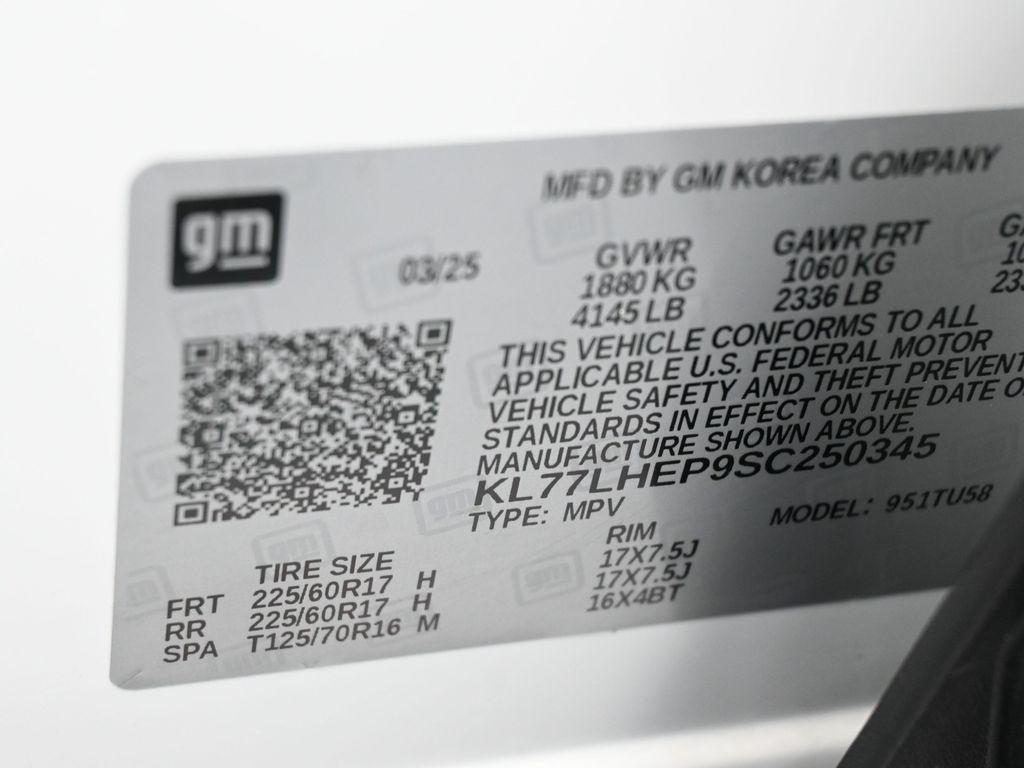 MFD BY GM KOREA COMPANY
gm
03/25
GVWR
1880 KG
4145 LB
GAWR FRT
1060 KG
2336 LB
THIS VEHICLE CONFORMS TO ALL
APPLICABLE U.S. FEDERAL MOTOR
VEHICLE SAFETY AND THEFT PREVENT
STANDARDS IN EFFECT ON THE DATE O
MANUFACTURE SHOWN ABOVE.
KL77LHEP9SC250345
TYPE: MPV
MODEL: 951TU58
TIRE SIZE RIM
FRT 225/60R17 H 17X7.5J
RR 225/60R17 H 17X7.5J
SPA T125/70R16 M 16X4BT